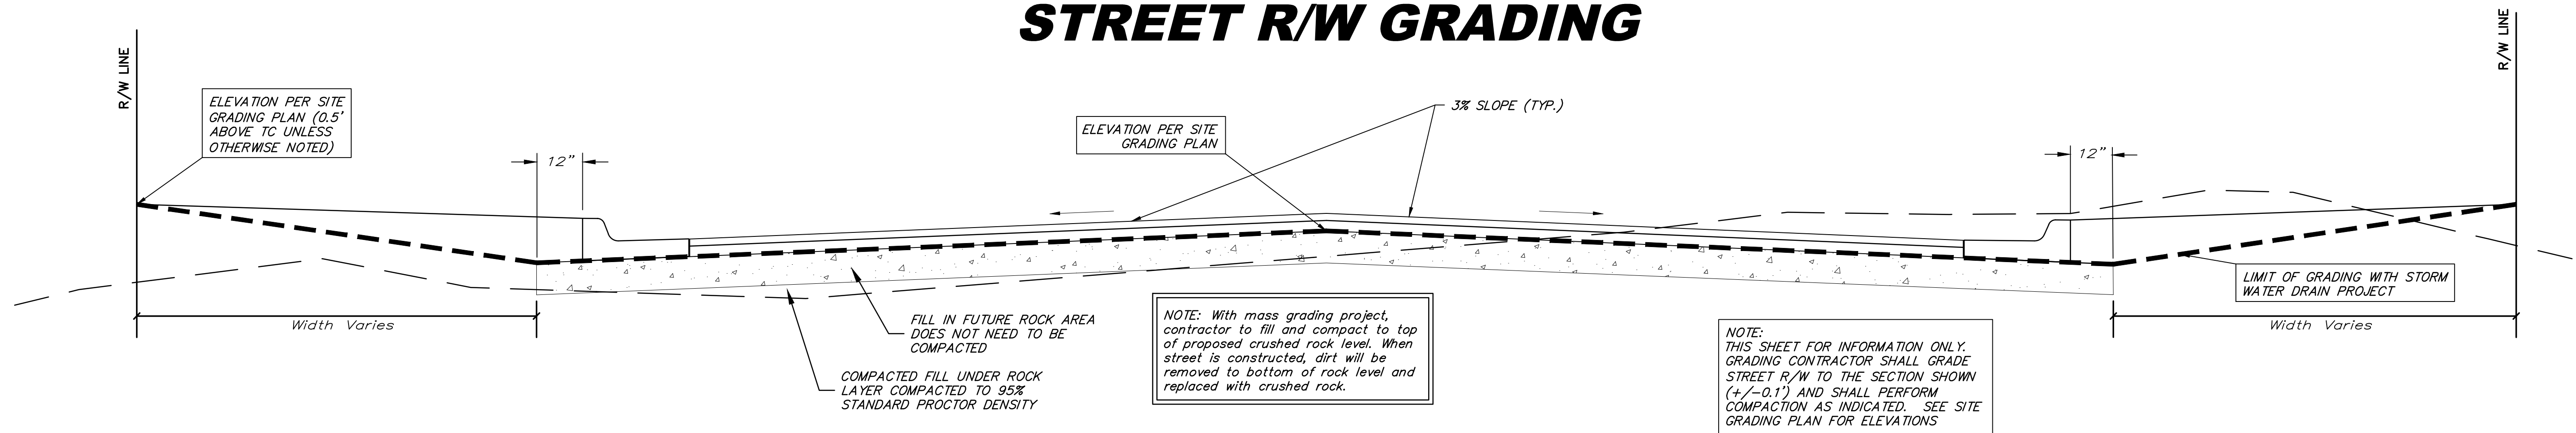 STREET R/W GRADING
R/W LINE
R/W LINE
ELEVATION PER SITE
GRADING PLAN (0.5'
ABOVE TC UNLESS
OTHERWISE NOTED)
12"
ELEVATION PER SITE
GRADING PLAN
3% SLOPE (TYP.)
12"
Width Varies
FILL IN FUTURE ROCK AREA
DOES NOT NEED TO BE
COMPACTED
COMPACTED FILL UNDER ROCK
LAYER COMPACTED TO 95%
STANDARD PROCTOR DENSITY
NOTE: With mass grading project,
contractor to fill and compact to top
of proposed crushed rock level. When
street is constructed, dirt will be
removed to bottom of rock level and
replaced with crushed rock.
NOTE:
THIS SHEET FOR INFORMATION ONLY.
GRADING CONTRACTOR SHALL GRADE
STREET R/W TO THE SECTION SHOWN
(+/-0.1') AND SHALL PERFORM
COMPACTION AS INDICATED. SEE SITE
GRADING PLAN FOR ELEVATIONS
LIMIT OF GRADING WITH STORM
WATER DRAIN PROJECT
Width Varies